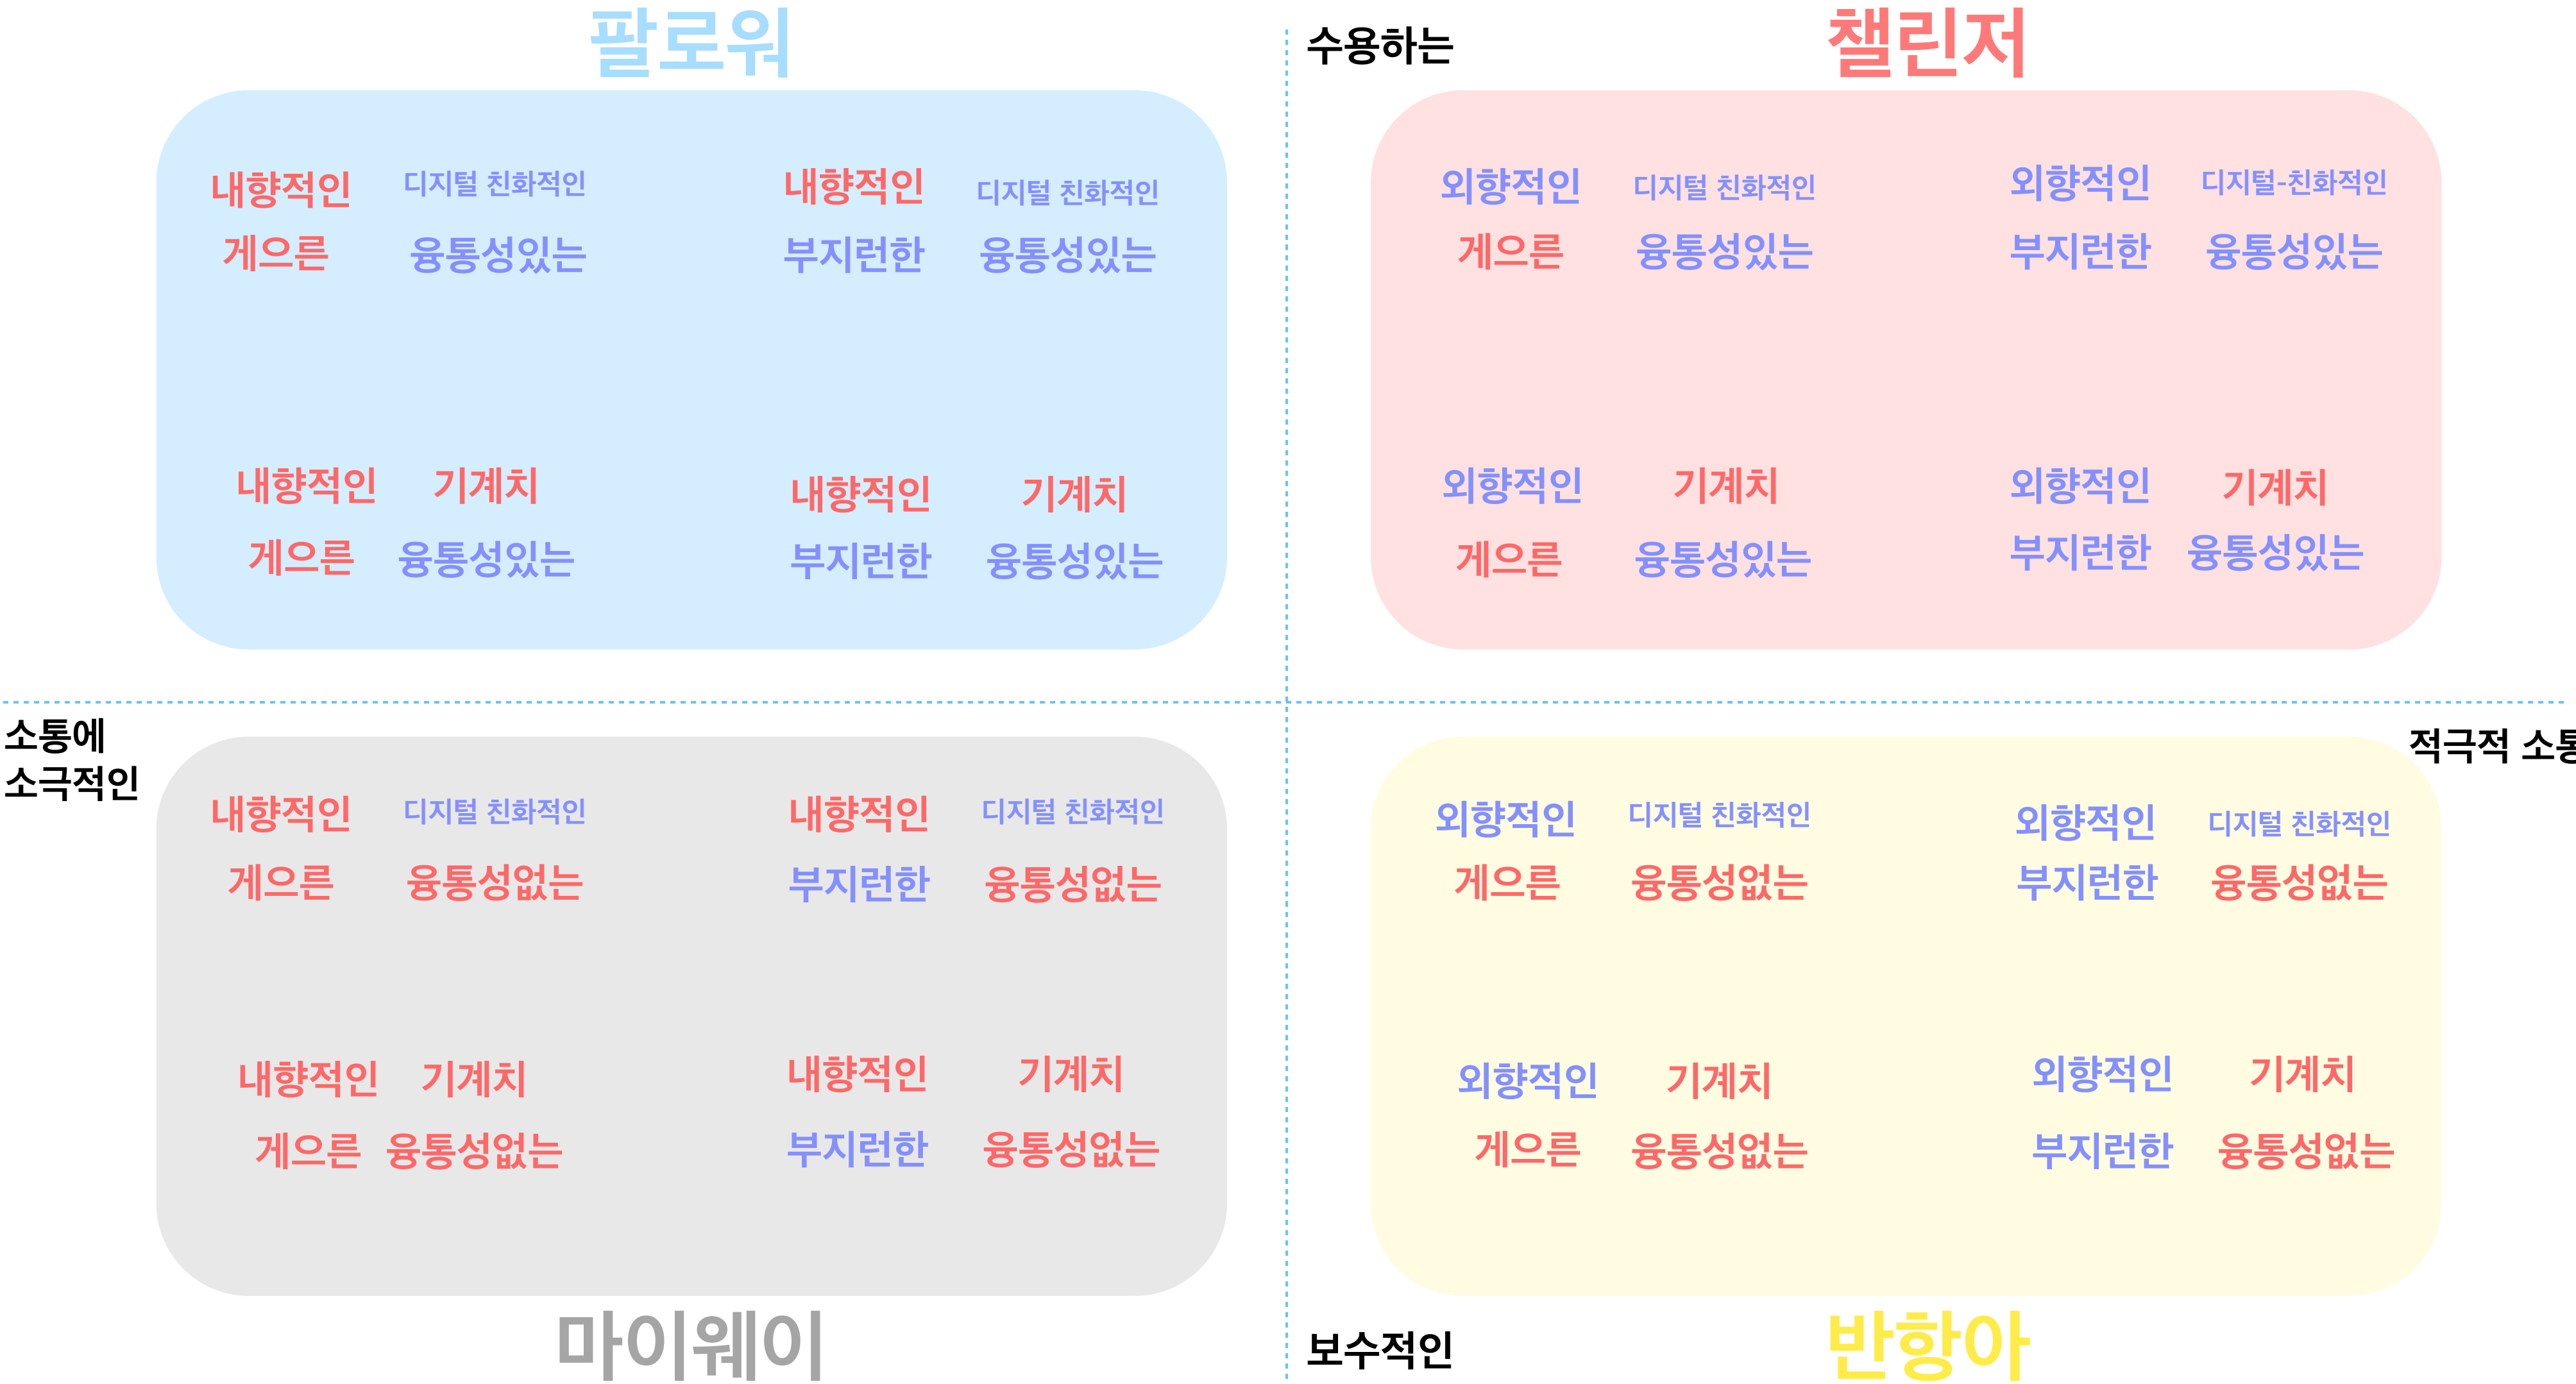 팔로워
수용하는
챌린저
내향적인 디지털 친화적인
게으른 융통성있는
내향적인 디지털 친화적인
부지런한 융통성있는
내향적인 기계치
게으른 융통성있는
내향적인 기계치
부지런한 융통성있는
외향적인 디지털 친화적인
게으른 융통성있는
외향적인 디지털-친화적인
부지런한 융통성있는
외향적인 기계치
게으른 융통성있는
외향적인 기계치
부지런한 융통성있는
소통에
소극적인
적극적 소통
내향적인 디지털 친화적인
게으른 융통성없는
내향적인 디지털 친화적인
부지런한 융통성없는
내향적인 기계치
게으른 융통성없는
내향적인 기계치
부지런한 융통성없는
외향적인 디지털 친화적인
게으른 융통성없는
외향적인 디지털 친화적인
부지런한 융통성없는
외향적인 기계치
게으른 융통성없는
외향적인 기계치
부지런한 융통성없는
마이웨이
보수적인
반항아